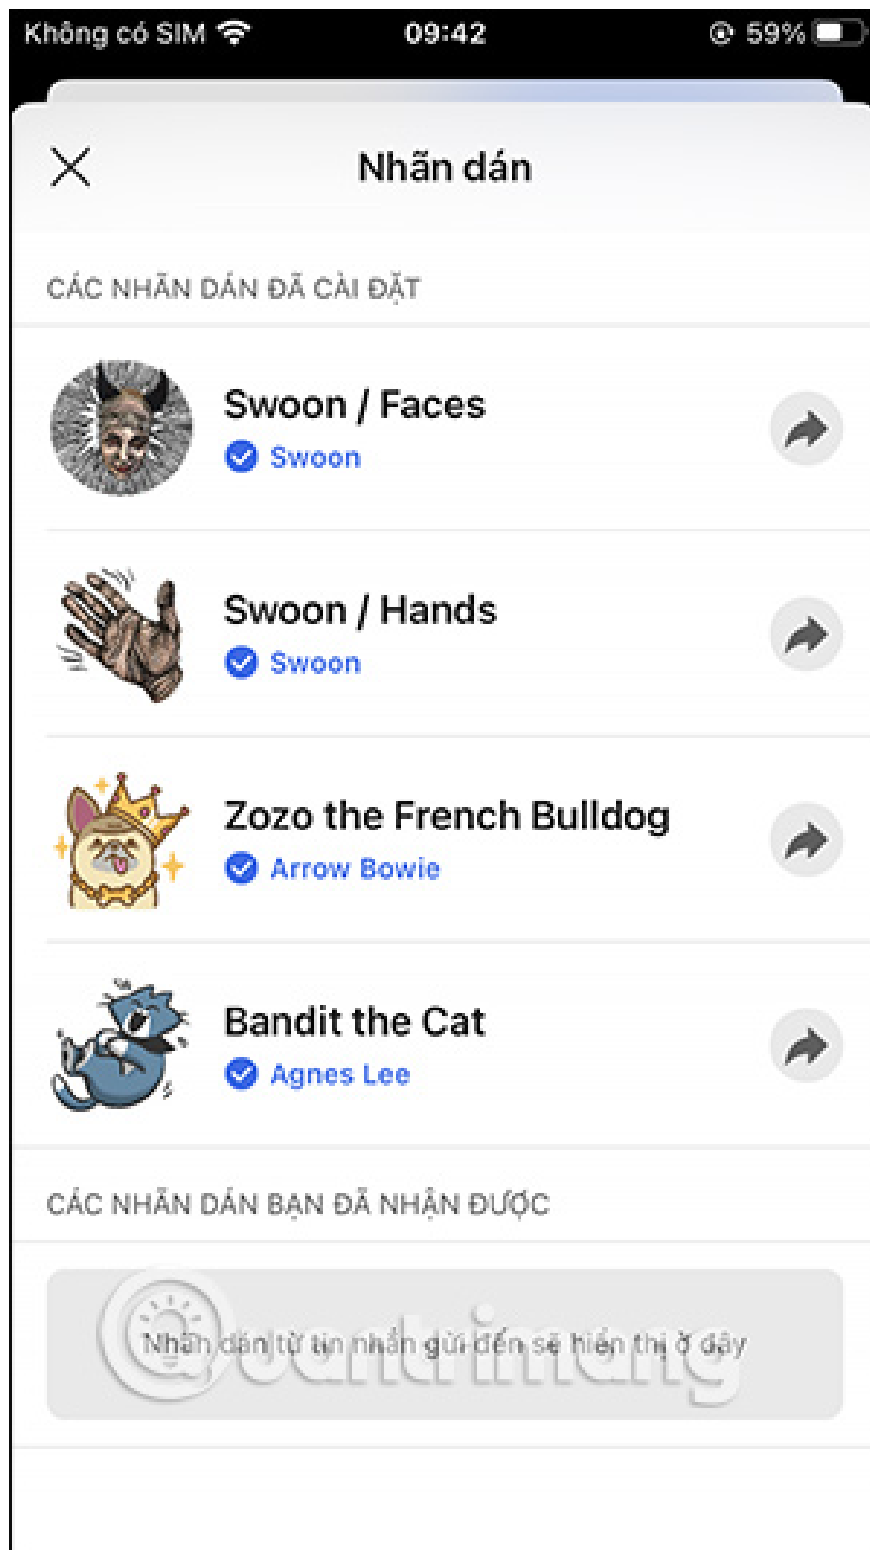 Không có SIM 09:42 59%
Nhãn dán
CÁC NHÃN DÁN ĐÃ CÀI ĐẶT
Swoon / Faces
Swoon
Swoon / Hands
Swoon
Zozo the French Bulldog
Arrow Bowie
Bandit the Cat
Agnes Lee
CÁC NHÃN DÁN BẠN ĐÃ NHẬN ĐƯỢC
Nhãn dán từ tin nhắn gửi đến sẽ hiển thị ở đây
Quantrimang